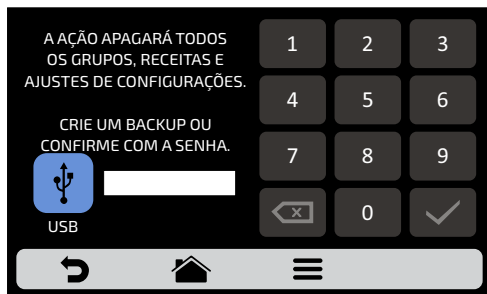 A AÇÃO APAGARÁ TODOS
OS GRUPOS, RECEITAS E
AJUSTES DE CONFIGURAÇÕES.
CRIE UM BACKUP OU
CONFIRME COM A SENHA.
USB
1 2 3
4 5 6
7 8 9
X 0